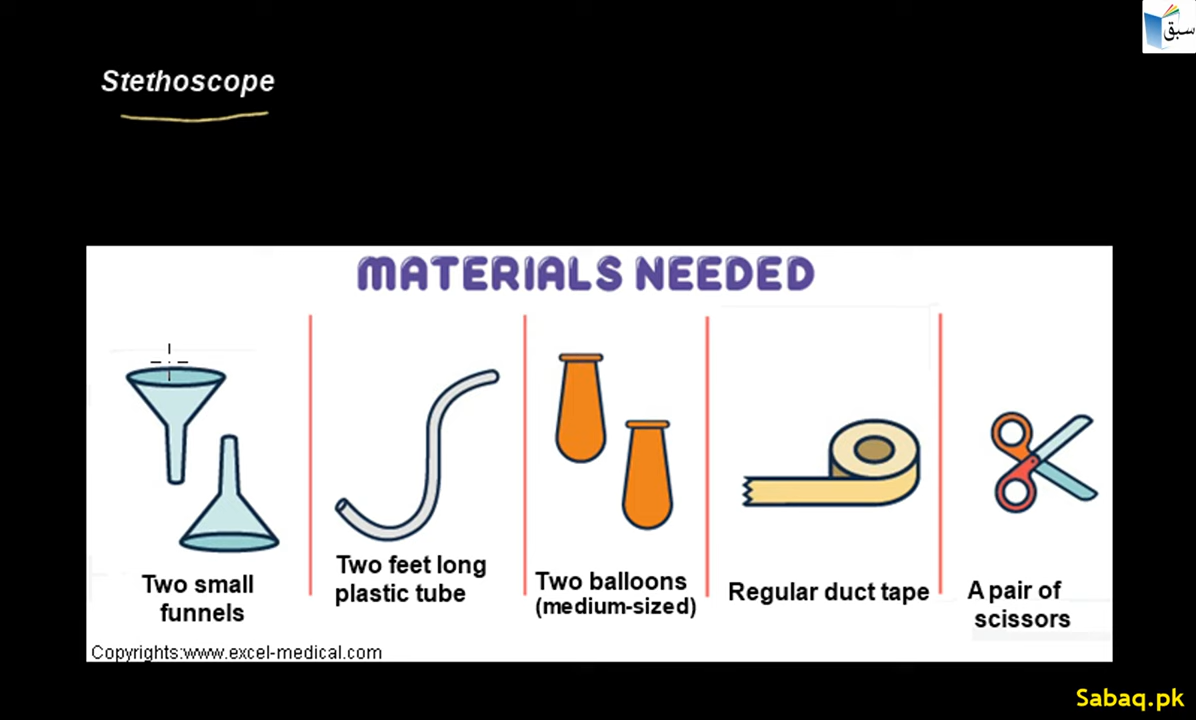 سبق
Stethoscope
MATERIALS NEEDED
Two small
funnels
Two feet long
plastic tube
Two balloons
(medium-sized)
Regular duct tape
A pair of
scissors
Copyrights:www.excel-medical.com
Sabaq.pk